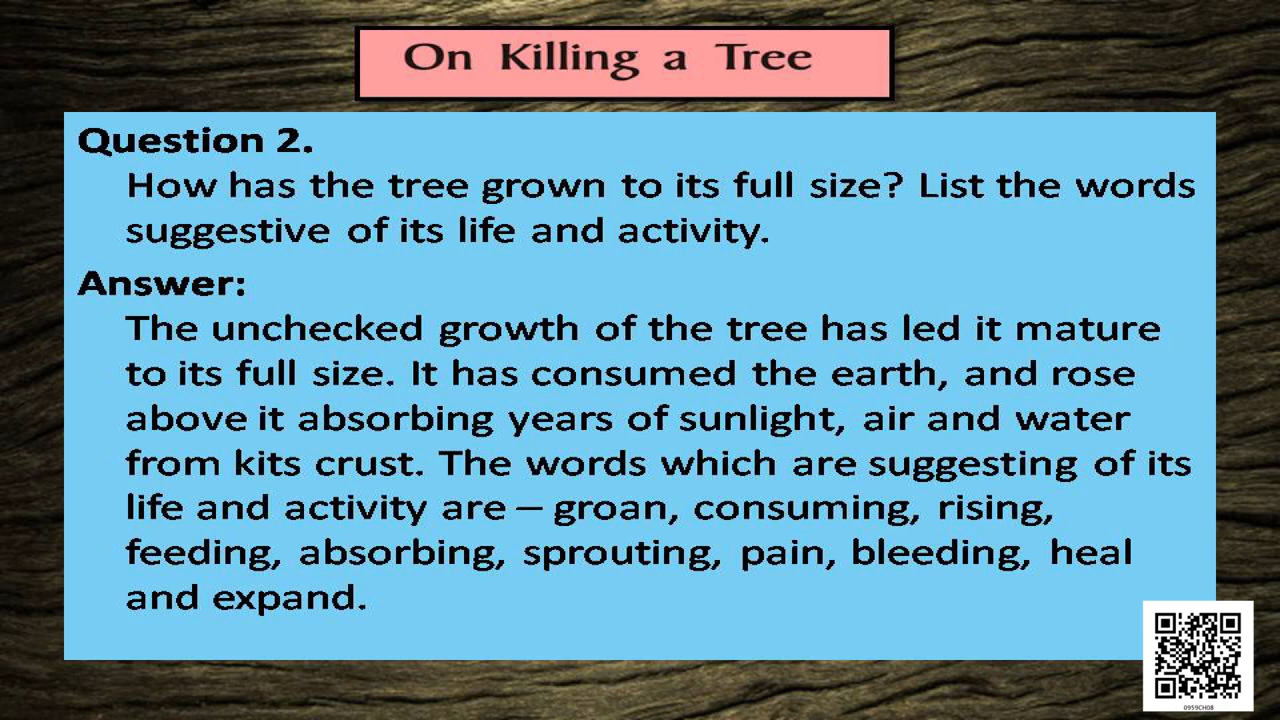 On Killing a Tree
Question 2.
How has the tree grown to its full size? List the words
suggestive of its life and activity.
Answer:
The unchecked growth of the tree has led it mature
to its full size. It has consumed the earth, and rose
above it absorbing years of sunlight, air and water
from kits crust. The words which are suggesting of its
life and activity are – groan, consuming, rising,
feeding, absorbing, sprouting, pain, bleeding, heal
and expand.
0959CH08